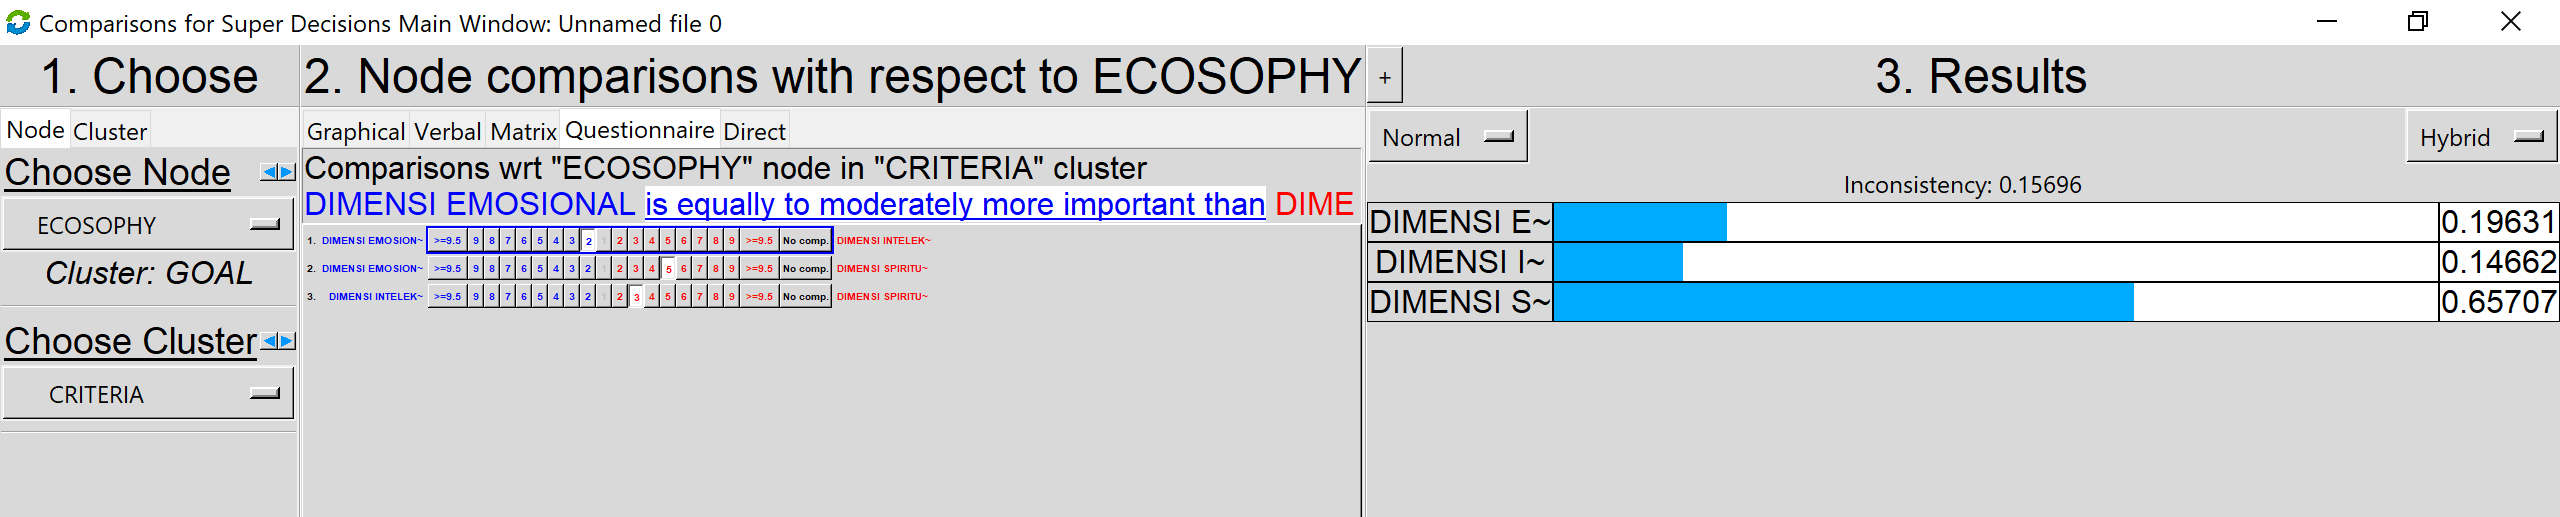 Comparisons for Super Decisions Main Window: Unnamed file 0
1. Choose
2. Node comparisons with respect to ECOSOPHY
+
3. Results
Node Cluster
Graphical Verbal Matrix Questionnaire Direct
Normal
Hybrid
Choose Node
ECOSOPHY
Cluster: GOAL
Choose Cluster
CRITERIA
Comparisons wrt "ECOSOPHY" node in "CRITERIA" cluster
DIMENSI EMOSIONAL is equally to moderately more important than DIME
1. DIMENSI EMOSION~ >=9.5 9 8 7 6 5 4 3 2 1 2 3 4 5 6 7 8 9 >=9.5 No comp. DIMENSI INTELEK~
2. DIMENSI EMOSION~ >=9.5 9 8 7 6 5 4 3 2 1 2 3 4 5 6 7 8 9 >=9.5 No comp. DIMENSI SPIRITU~
3. DIMENSI INTELEK~ >=9.5 9 8 7 6 5 4 3 2 1 2 3 4 5 6 7 8 9 >=9.5 No comp. DIMENSI SPIRITU~
Inconsistency: 0.15696
DIMENSI E~ 0.19631
DIMENSI I~ 0.14662
DIMENSI S~ 0.65707